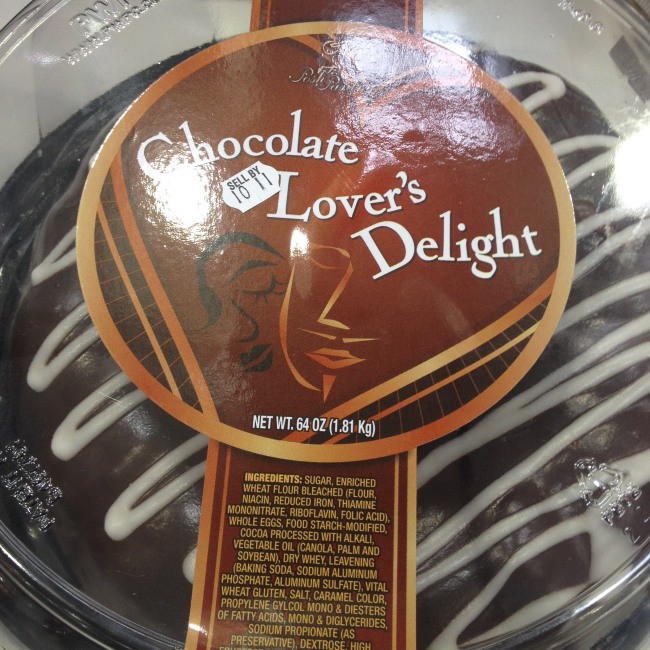 Chocolate
SELL BY
10 11
Lover's
Delight
NET WT. 64 OZ (1.81 Kg)
INGREDIENTS: SUGAR, ENRICHED
WHEAT FLOUR BLEACHED (FLOUR,
NIACIN, REDUCED IRON, THIAMINE
MONONITRATE, RIBOFLAVIN, FOLIC ACID),
WHOLE EGGS, FOOD STARCH-MODIFIED,
COCOA PROCESSED WITH ALKALI,
VEGETABLE OIL (CANOLA, PALM AND
SOYBEAN), DRY WHEY, LEAVENING
(BAKING SODA, SODIUM ALUMINUM
PHOSPHATE, ALUMINUM SULFATE), VITAL
WHEAT GLUTEN, SALT, CARAMEL COLOR,
PROPYLENE GYLCOL MONO & DIESTERS
OF FATTY ACIDS, MONO & DIGLYCERIDES,
SODIUM PROPIONATE (AS
PRESERVATIVE), DEXTROSE, HIGH